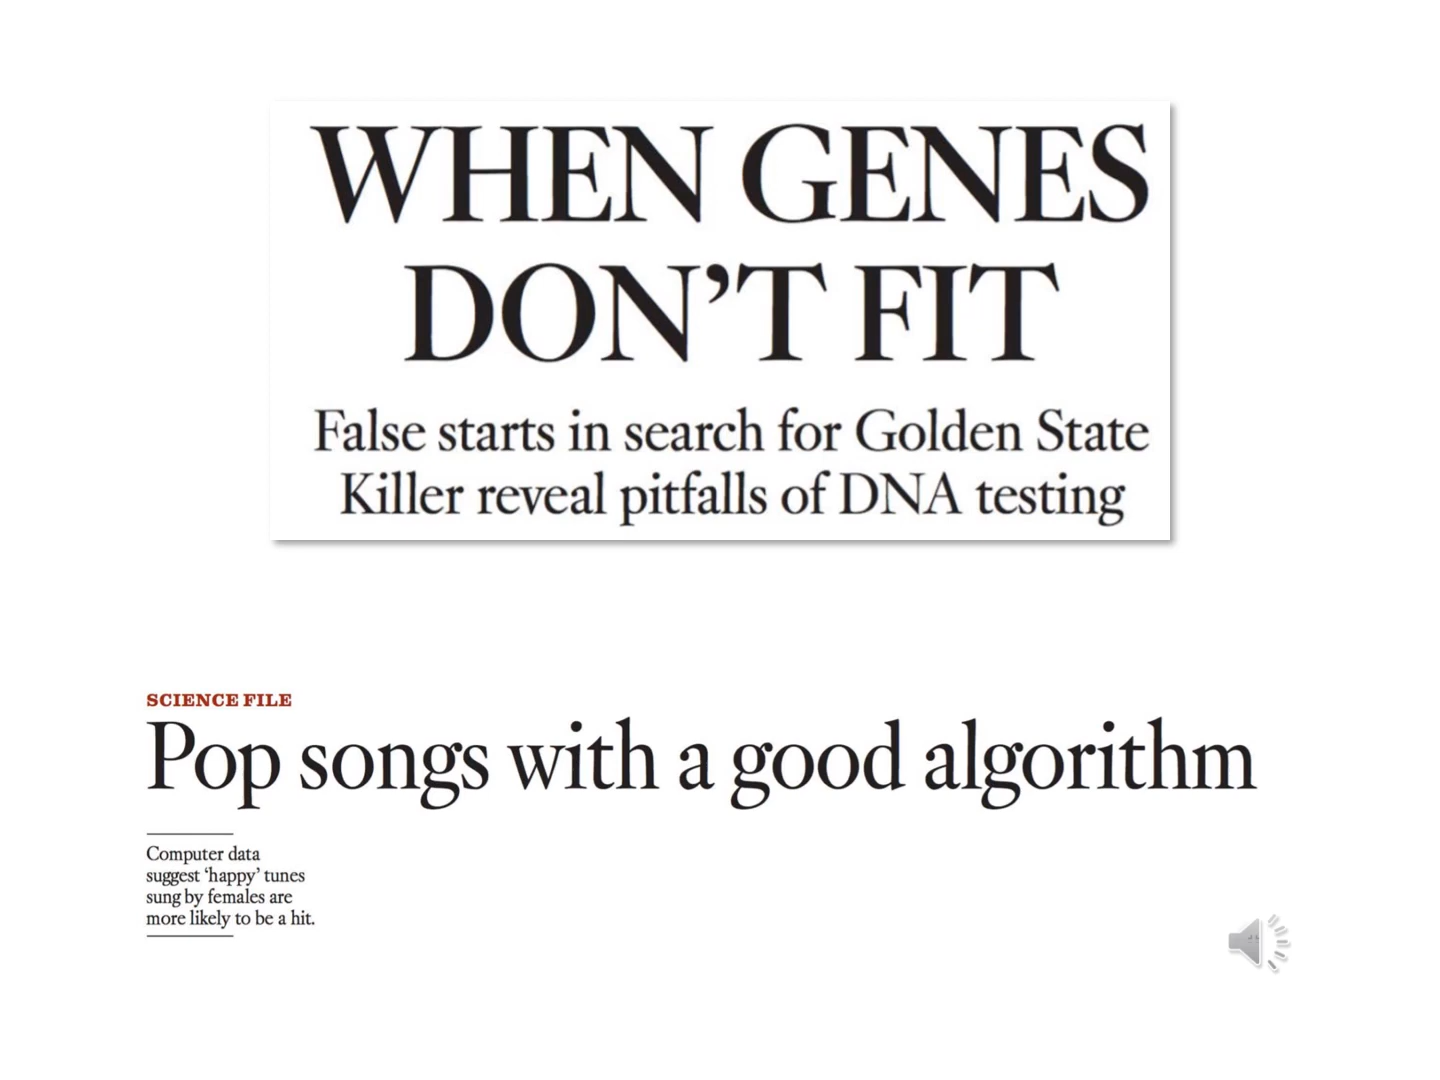 WHEN GENES
DON’T FIT
False starts in search for Golden State
Killer reveal pitfalls of DNA testing
SCIENCE FILE
Pop songs with a good algorithm
Computer data
suggest ‘happy’ tunes
sung by females are
more likely to be a hit.